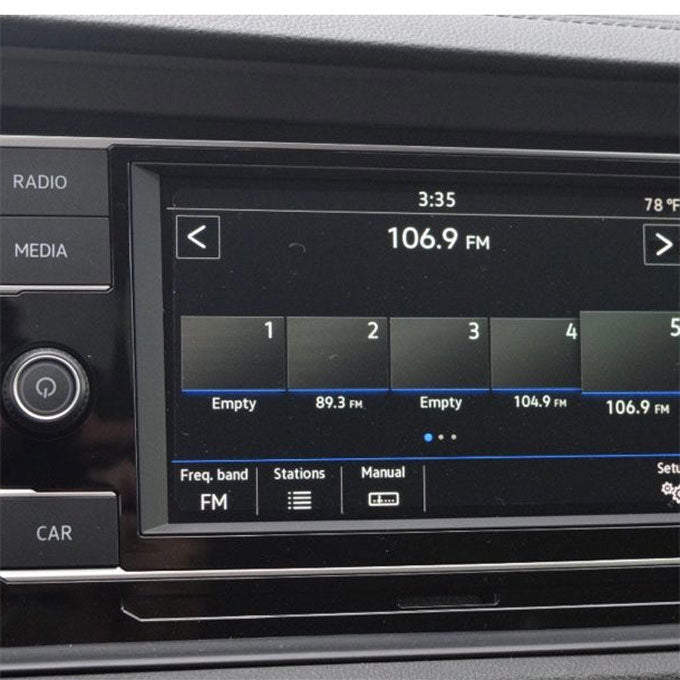 RADIO
MEDIA
CAR
3:35
78 °F
<
106.9 FM
>
1 2 3 4 5
Empty 89.3 FM Empty 104.9 FM 106.9 FM
Freq. band Stations Manual Setu
FM